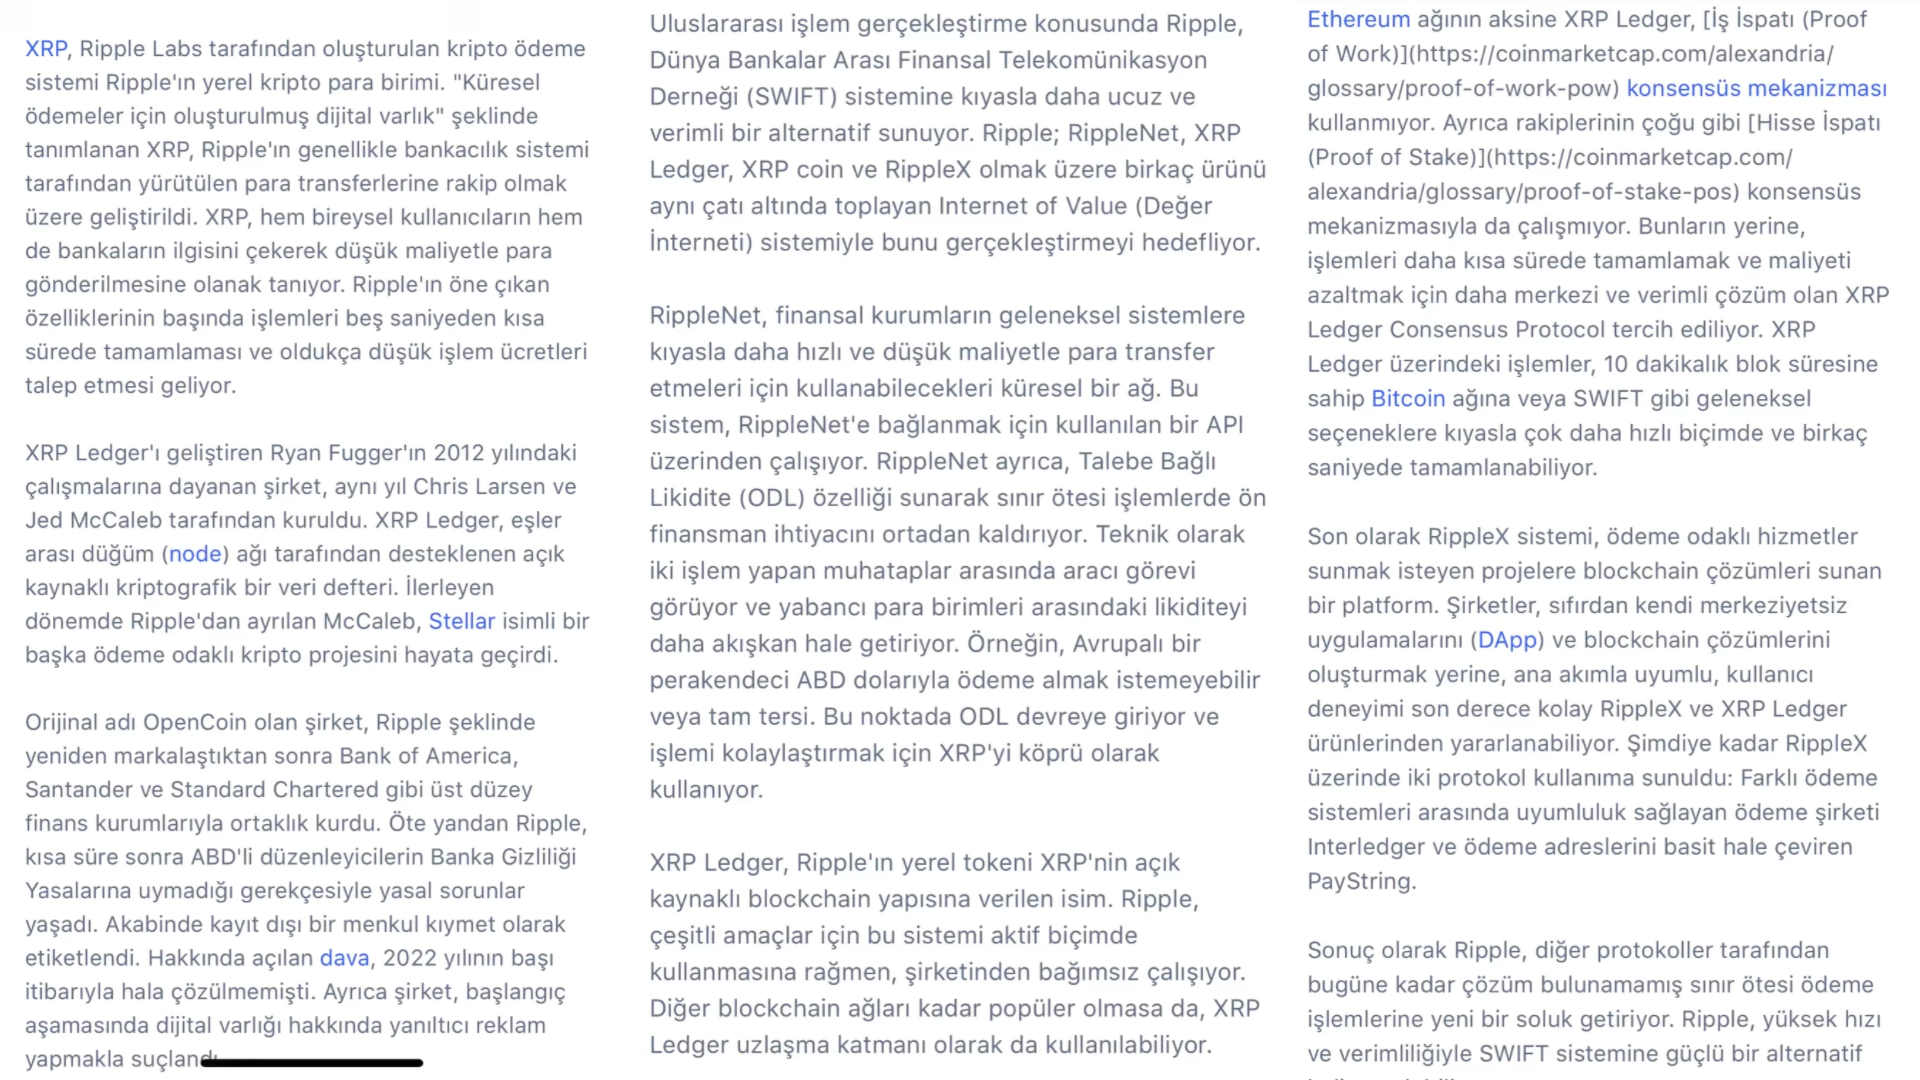 XRP, Ripple Labs tarafından oluşturulan kripto ödeme
sistemi Ripple'ın yerel kripto para birimi. "Küresel
ödemeler için oluşturulmuş dijital varlık" şeklinde
tanımlanan XRP, Ripple'ın genellikle bankacılık sistemi
tarafından yürütülen para transferlerine rakip olmak
üzere geliştirildi. XRP, hem bireysel kullanıcıların hem
de bankaların ilgisini çekerek düşük maliyetle para
gönderilmesine olanak tanıyor. Ripple'ın öne çıkan
özelliklerinin başında işlemleri beş saniyeden kısa
sürede tamamlaması ve oldukça düşük işlem ücretleri
talep etmesi geliyor.
XRP Ledger'ı geliştiren Ryan Fugger'ın 2012 yılındaki
çalışmalarına dayanan şirket, aynı yıl Chris Larsen ve
Jed McCaleb tarafından kuruldu. XRP Ledger, eşler
arası düğüm (node) ağı tarafından desteklenen açık
kaynaklı kriptografik bir veri defteri. İlerleyen
dönemde Ripple'dan ayrılan McCaleb, Stellar isimli bir
başka ödeme odaklı kripto projesini hayata geçirdi.
Orijinal adı OpenCoin olan şirket, Ripple şeklinde
yeniden markalaştıktan sonra Bank of America,
Santander ve Standard Chartered gibi üst düzey
finans kurumlarıyla ortaklık kurdu. Öte yandan Ripple,
kısa süre sonra ABD'li düzenleyicilerin Banka Gizliliği
Yasalarına uymadığı gerekçesiyle yasal sorunlar
yaşadı. Akabinde kayıt dışı bir menkul kıymet olarak
etiketlendi. Hakkında açılan dava, 2022 yılının başı
itibarıyla hala çözülmemişti. Ayrıca şirket, başlangıç
aşamasında dijital varlığı hakkında yanıltıcı reklam
yapmakla suçlandı.
Uluslararası işlem gerçekleştirme konusunda Ripple,
Dünya Bankalar Arası Finansal Telekomünikasyon
Derneği (SWIFT) sistemine kıyasla daha ucuz ve
verimli bir alternatif sunuyor. Ripple; RippleNet, XRP
Ledger, XRP coin ve RippleX olmak üzere birkaç ürünü
aynı çatı altında toplayan Internet of Value (Değer
İnterneti) sistemiyle bunu gerçekleştirmeyi hedefliyor.
RippleNet, finansal kurumların geleneksel sistemlere
kıyasla daha hızlı ve düşük maliyetle para transfer
etmeleri için kullanabilecekleri küresel bir ağ. Bu
sistem, RippleNet'e bağlanmak için kullanılan bir API
üzerinden çalışıyor. RippleNet ayrıca, Talebe Bağlı
Likidite (ODL) özelliği sunarak sınır ötesi işlemlerde ön
finansman ihtiyacını ortadan kaldırıyor. Teknik olarak
iki işlem yapan muhataplar arasında aracı görevi
görüyor ve yabancı para birimleri arasındaki likiditeyi
daha akışkan hale getiriyor. Örneğin, Avrupalı bir
perakendeci ABD dolarıyla ödeme almak istemeyebilir
veya tam tersi. Bu noktada ODL devreye giriyor ve
işlemi kolaylaştırmak için XRP'yi köprü olarak
kullanıyor.
XRP Ledger, Ripple'ın yerel tokeni XRP'nin açık
kaynaklı blockchain yapısına verilen isim. Ripple,
çeşitli amaçlar için bu sistemi aktif biçimde
kullanmasına rağmen, şirketinden bağımsız çalışıyor.
Diğer blockchain ağları kadar popüler olmasa da, XRP
Ledger uzlaşma katmanı olarak da kullanılabiliyor.
Ethereum ağının aksine XRP Ledger, [İş İspatı (Proof
of Work)](https://coinmarketcap.com/alexandria/
glossary/proof-of-work-pow) konsensüs mekanizması
kullanmıyor. Ayrıca rakiplerinin çoğu gibi [Hisse İspatı
(Proof of Stake)](https://coinmarketcap.com/
alexandria/glossary/proof-of-stake-pos) konsensüs
mekanizmasıyla da çalışmıyor. Bunların yerine,
işlemleri daha kısa sürede tamamlamak ve maliyeti
azaltmak için daha merkezi ve verimli çözüm olan XRP
Ledger Consensus Protocol tercih ediliyor. XRP
Ledger üzerindeki işlemler, 10 dakikalık blok süresine
sahip Bitcoin ağına veya SWIFT gibi geleneksel
seçeneklere kıyasla çok daha hızlı biçimde ve birkaç
saniyede tamamlanabiliyor.
Son olarak RippleX sistemi, ödeme odaklı hizmetler
sunmak isteyen projelere blockchain çözümleri sunan
bir platform. Şirketler, sıfırdan kendi merkeziyetsiz
uygulamalarını (DApp) ve blockchain çözümlerini
oluşturmak yerine, ana akımla uyumlu, kullanıcı
deneyimi son derece kolay RippleX ve XRP Ledger
ürünlerinden yararlanabiliyor. Şimdiye kadar RippleX
üzerinde iki protokol kullanıma sunuldu: Farklı ödeme
sistemleri arasında uyumluluk sağlayan ödeme şirketi
Interledger ve ödeme adreslerini basit hale çeviren
PayString.
Sonuç olarak Ripple, diğer protokoller tarafından
bugüne kadar çözüm bulunamamış sınır ötesi ödeme
işlemlerine yeni bir soluk getiriyor. Ripple, yüksek hızı
ve verimliliğiyle SWIFT sistemine güçlü bir alternatif